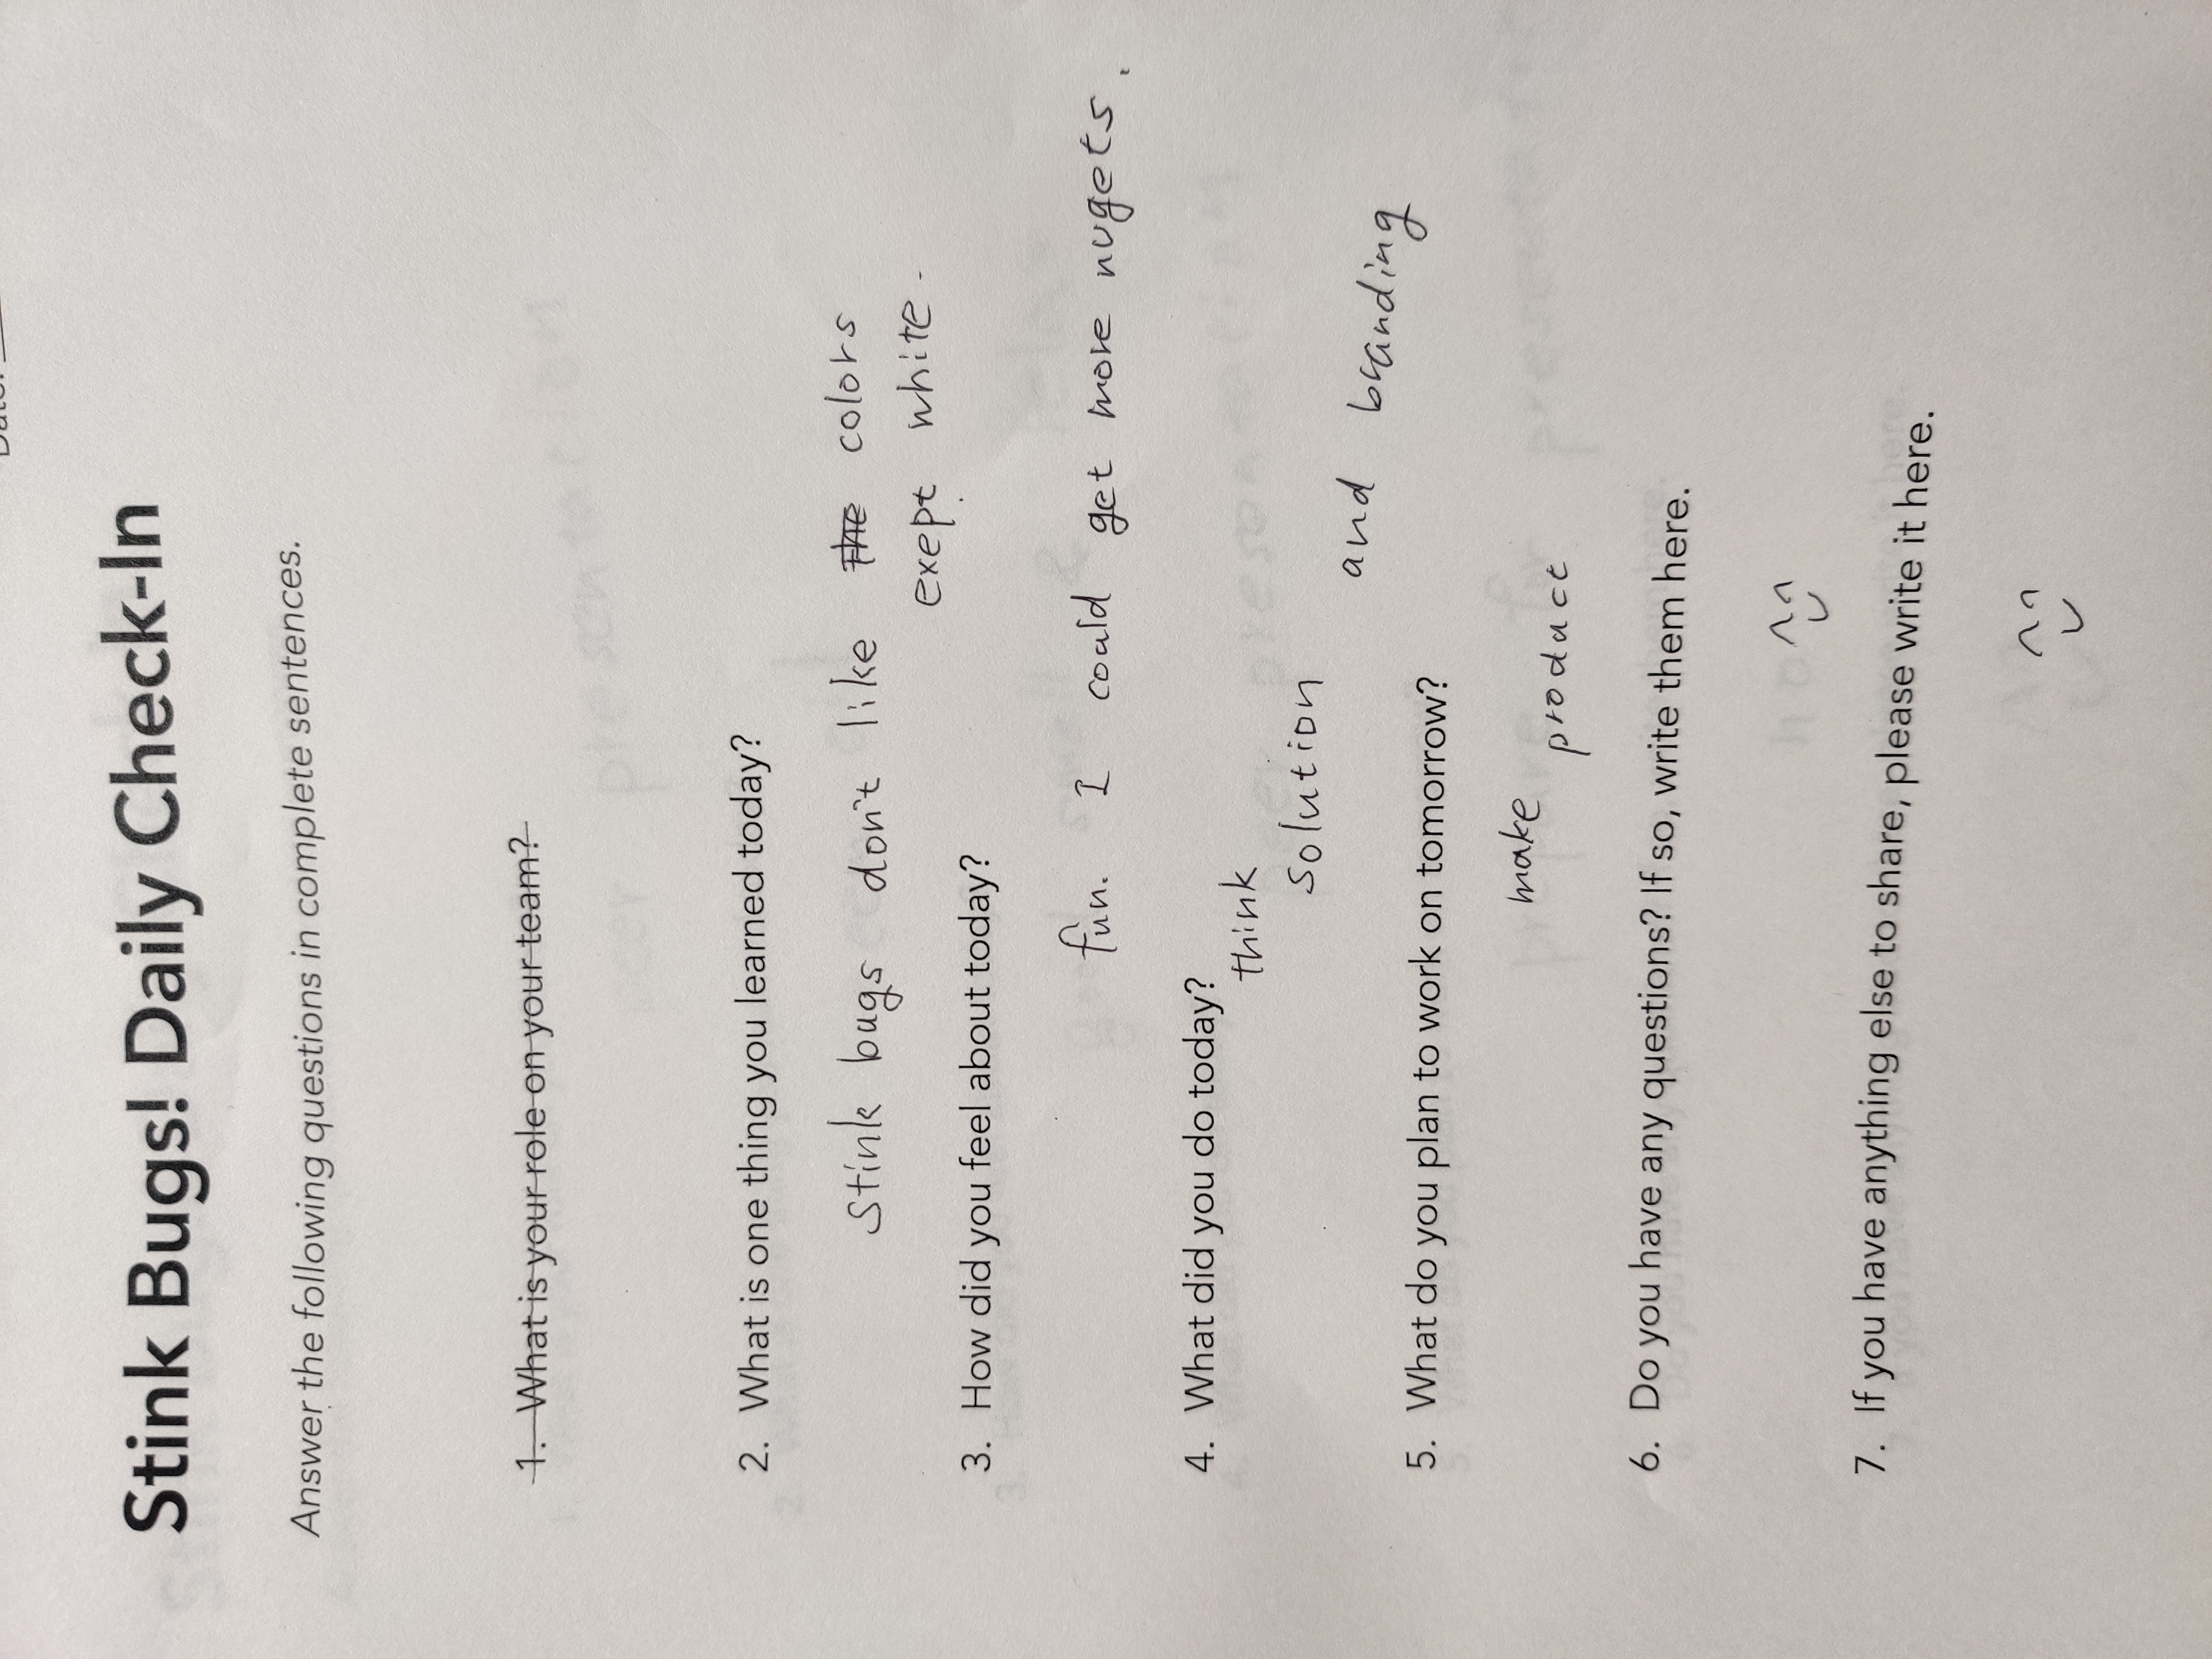 Date:
Stink Bugs! Daily Check-In
Answer the following questions in complete sentences.
1. What is your role on your team?
2. What is one thing you learned today?
Stink bugs don't like the colors
exept white.
3. How did you feel about today?
fun. I could get more nugets.
4. What did you do today?
think
solution
and branding
5. What do you plan to work on tomorrow?
make
product
6. Do you have any questions? If so, write them here.
7. If you have anything else to share, please write it here.